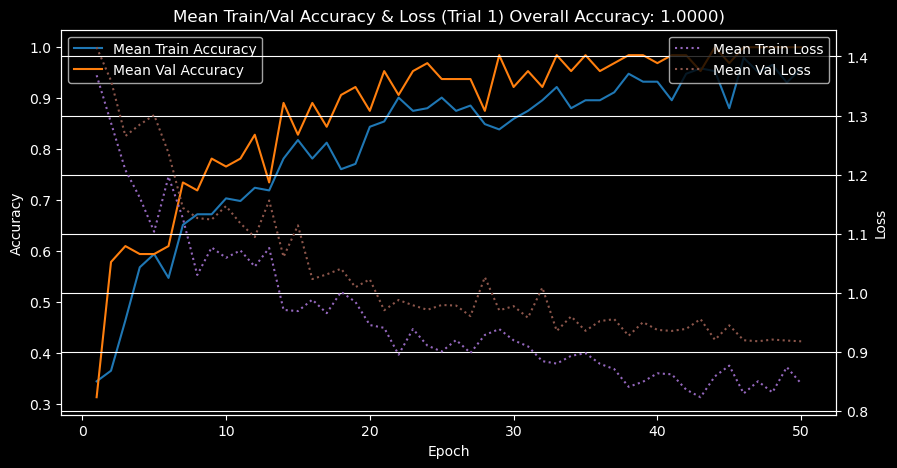 Mean Train/Val Accuracy & Loss (Trial 1) Overall Accuracy: 1.0000)
Mean Train Accuracy
Mean Val Accuracy
Mean Train Loss
Mean Val Loss
Accuracy
1.0
0.9
0.8
0.7
0.6
0.5
0.4
0.3
Loss
1.4
1.3
1.2
1.1
1.0
0.9
0.8
0 10 20 30 40 50
Epoch